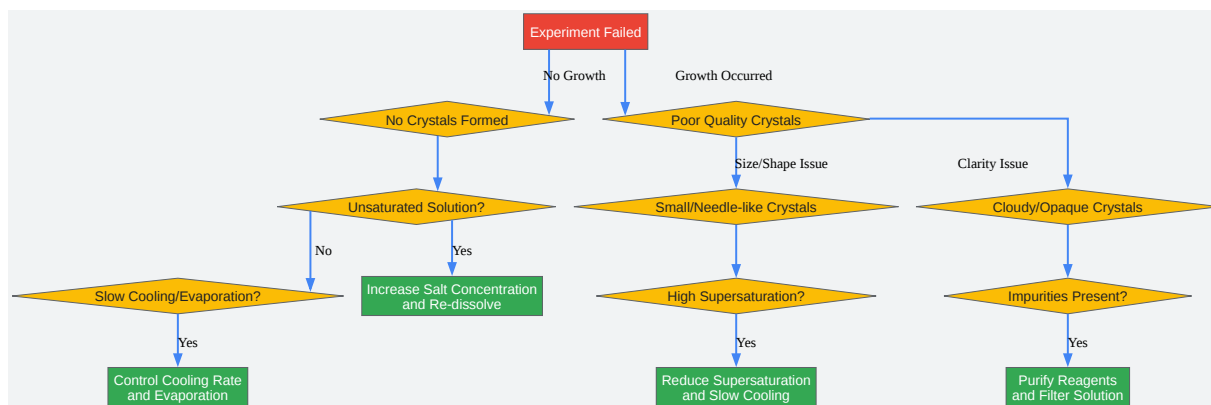 Experiment Failed
No Growth
Growth Occurred
No Crystals Formed
Poor Quality Crystals
Size/Shape Issue
Clarity Issue
Unsaturated Solution?
Small/Needle-like Crystals
Cloudy/Opaque Crystals
No
Yes
Increase Salt Concentration
and Re-dissolve
Slow Cooling/Evaporation?
High Supersaturation?
Impurities Present?
Yes
Yes
Yes
Control Cooling Rate
and Evaporation
Reduce Supersaturation
and Slow Cooling
Purify Reagents
and Filter Solution